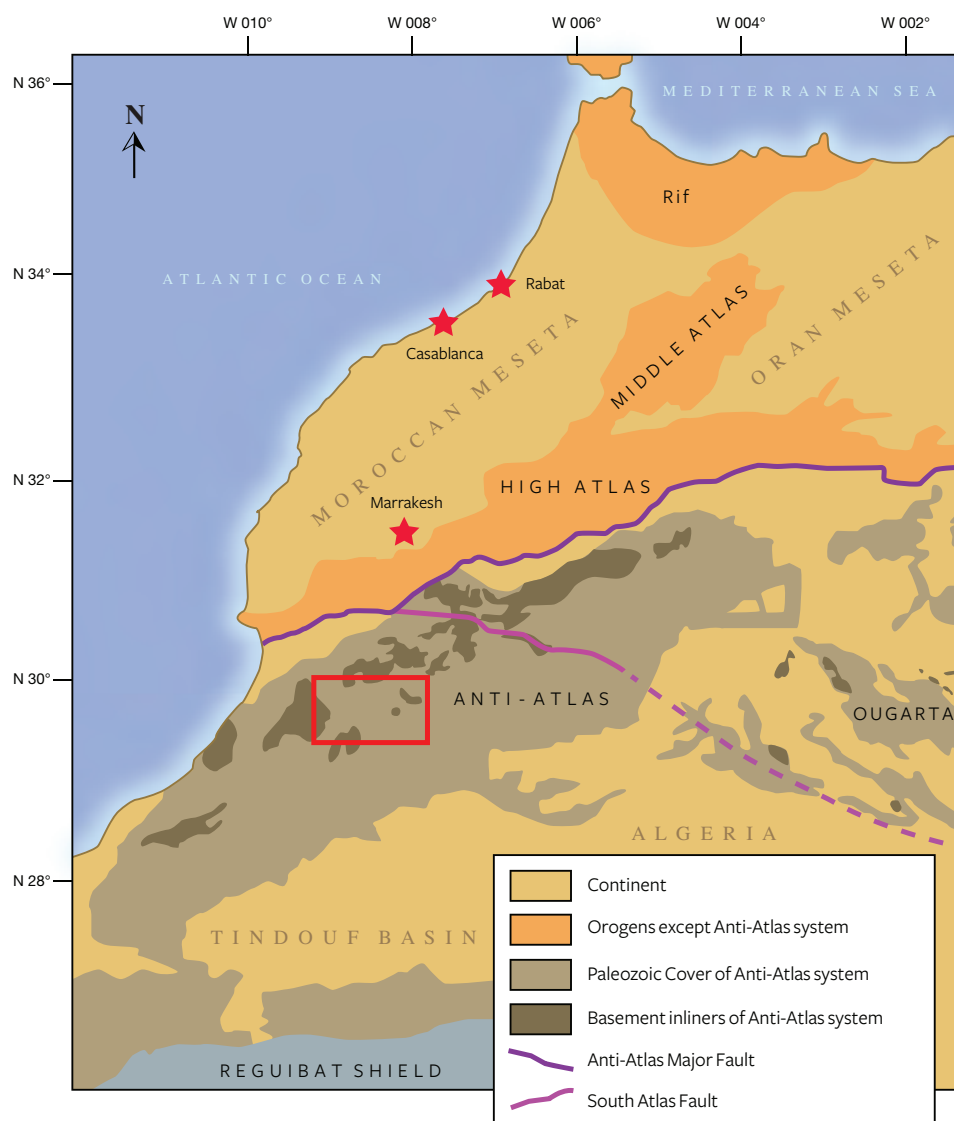 W 010° W 008° W 006° W 004° W 002°
N 36°
MEDITERRANEAN SEA
N
Rif
N 34°
ATLANTIC OCEAN
Rabat
Casablanca
MOROCCAN MESETA
MIDDLE ATLAS
ORAN MESETA
N 32°
HIGH ATLAS
Marrakesh
N 30°
ANTI-ATLAS
OUGARTA
ALGERIA
N 28°
TINDOUF BASIN
REGUIBAT SHIELD
Continent
Orogens except Anti-Atlas system
Paleozoic Cover of Anti-Atlas system
Basement inliners of Anti-Atlas system
Anti-Atlas Major Fault
South Atlas Fault